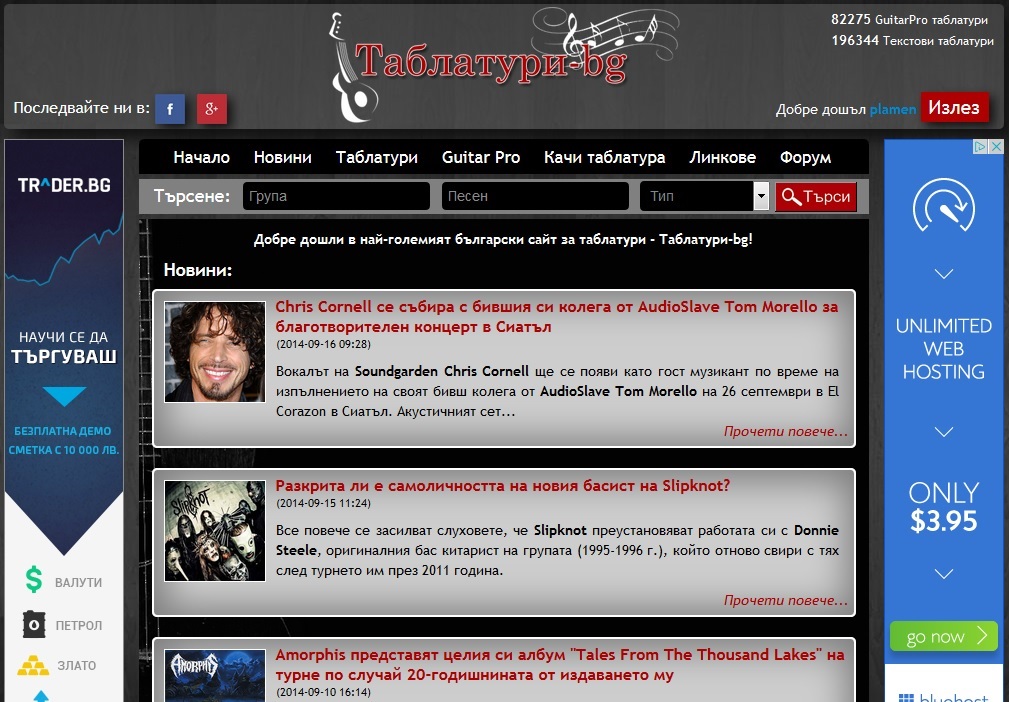 82275 GuitarPro таблатури
196344 Текстови таблатури
Таблатури-bg
Последвайте ни в: f g+
Добре дошъл plamen Излез
Начало Новини Таблатури Guitar Pro Качи таблатура Линкове Форум
Търсене: Група Песен Тип Търси
Добре дошли в най-големият български сайт за таблатури - Таблатури-bg!
Новини:
Chris Cornell се събира с бившия си колега от AudioSlave Tom Morello за
благотворителен концерт в Сиатъл
(2014-09-16 09:28)
Вокалът на Soundgarden Chris Cornell ще се появи като гост музикант по време на
изпълнението на своят бивш колега от AudioSlave Tom Morello на 26 септември в El
Corazon в Сиатъл. Акустичният сет...
Прочети повече...
SlipKnoT
Разкрита ли е самоличността на новия басист на Slipknot?
(2014-09-15 11:24)
Все повече се засилват слуховете, че Slipknot преустановяват работата си с Donnie
Steele, оригиналния бас китарист на групата (1995-1996 г.), който отново свири с тях
след турнето им през 2011 година.
Прочети повече...
AMORPHIS
Amorphis представят целия си албум "Tales From The Thousand Lakes" на
турне по случай 20-годишнината от издаването му
(2014-09-10 16:14)
TRADER.BG
НАУЧИ СЕ ДА
ТЪРГУВАШ
БЕЗПЛАТНА ДЕМО
СМЕТКА С 10 000 ЛВ.
$ ВАЛУТИ
ПЕТРОЛ
ЗЛАТО
UNLIMITED
WEB
HOSTING
ONLY
$3.95
go now
bluehost